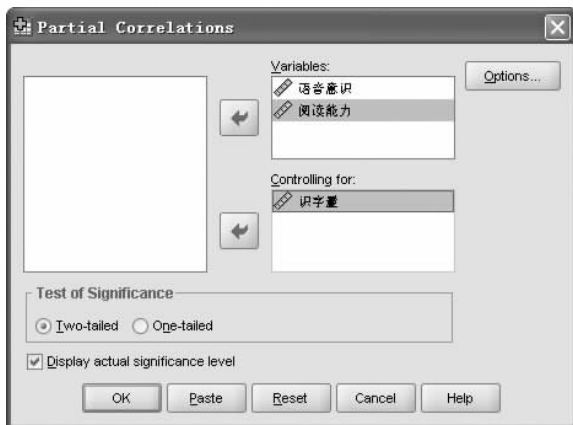 Partial Correlations
Variables:
语音意识
阅读能力
Options...
Controlling for:
识字量
Test of Significance
Two-tailed
One-tailed
Display actual significance level
OK
Paste
Reset
Cancel
Help